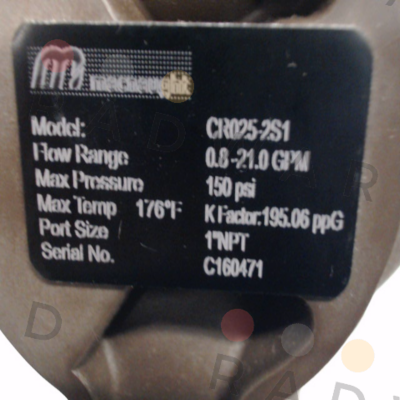 Model: CR025-2S1
Flow Range 0.8-21.0 GPM
Max Pressure 150 psi
Max Temp 176°F K Factor:195.06 ppG
Port Size 1"NPT
Serial No. C160471